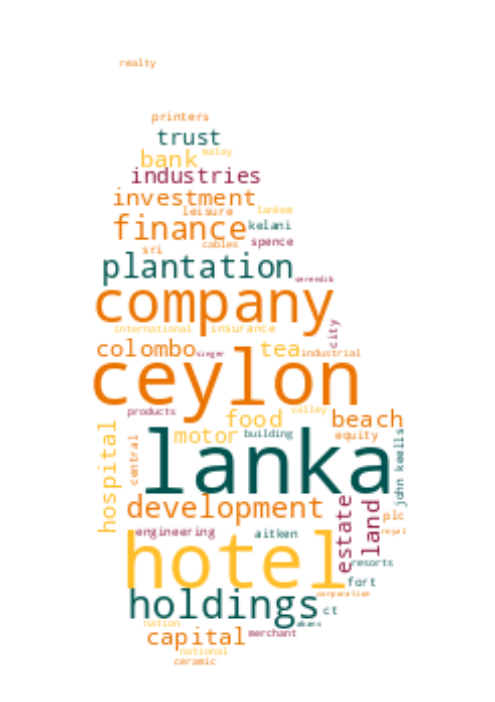 realty
printers
trust
bank malay
industries
investment
leisure lankem
finance kelani
sri cables spence
plantation serendib
company
international insurance city
colombo singer tea industrial
ceylon
products valley
food beach
hospital central motor building equity
lanka john keells
development estate land plc
engineering aitken regal
hotel resorts
fort
corporation
holdings ct
nation abans
capital merchant
national
ceramic